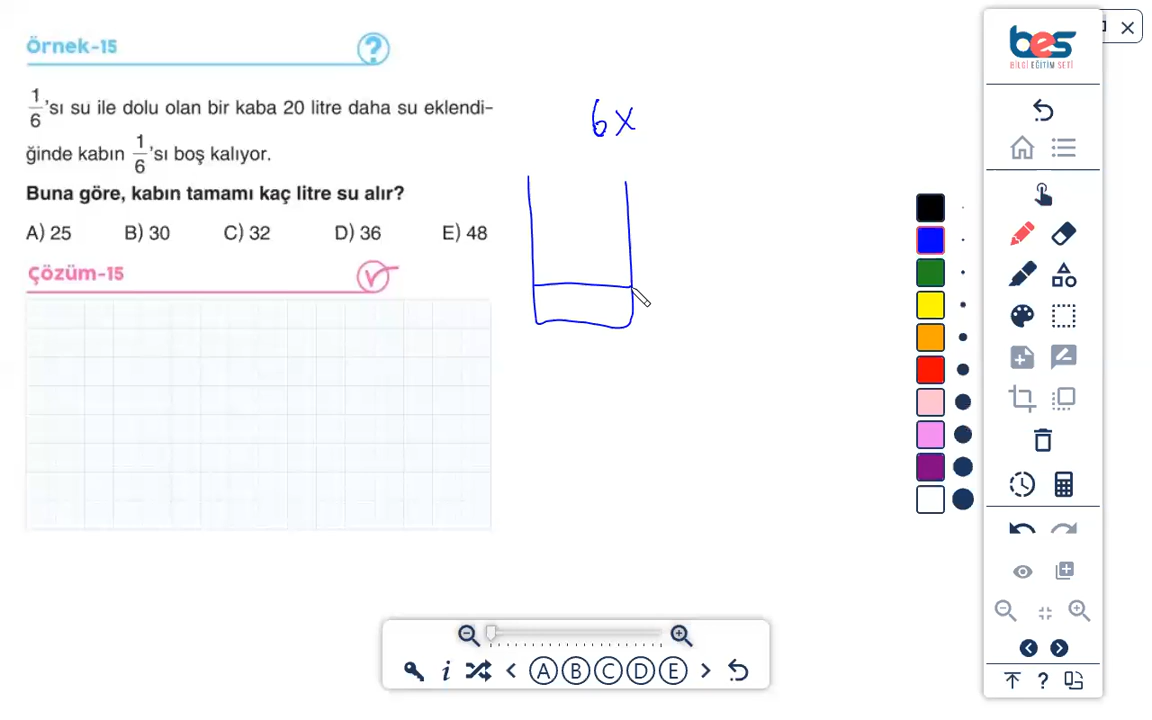 Örnek-15
?
1/6'sı su ile dolu olan bir kaba 20 litre daha su eklendi-
ğinde kabın 1/6'sı boş kalıyor.
Buna göre, kabın tamamı kaç litre su alır?
A) 25 B) 30 C) 32 D) 36 E) 48
Çözüm-15
6x
bes
BİLGİ EĞİTİM SETİ
?
i A B C D E